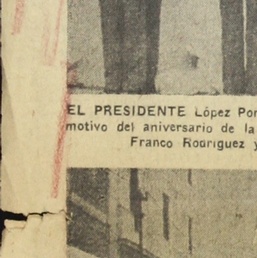 EL PRESIDENTE López Por
motivo del aniversario de la
Franco Rodríguez y